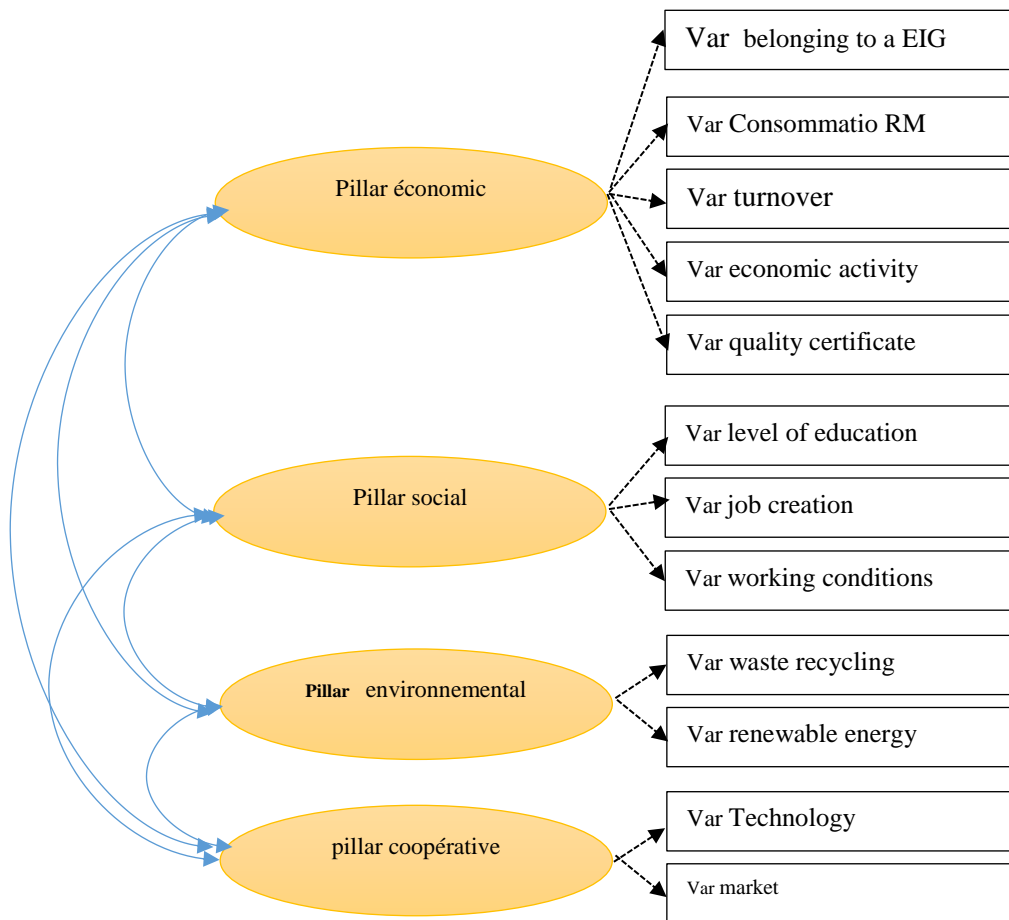 Var belonging to a EIG
Var Consommatio RM
Pillar économic
Var turnover
Var economic activity
Var quality certificate
Var level of education
Pillar social
Var job creation
Var working conditions
Var waste recycling
Pillar environnemental
Var renewable energy
Var Technology
pillar coopérative
Var market